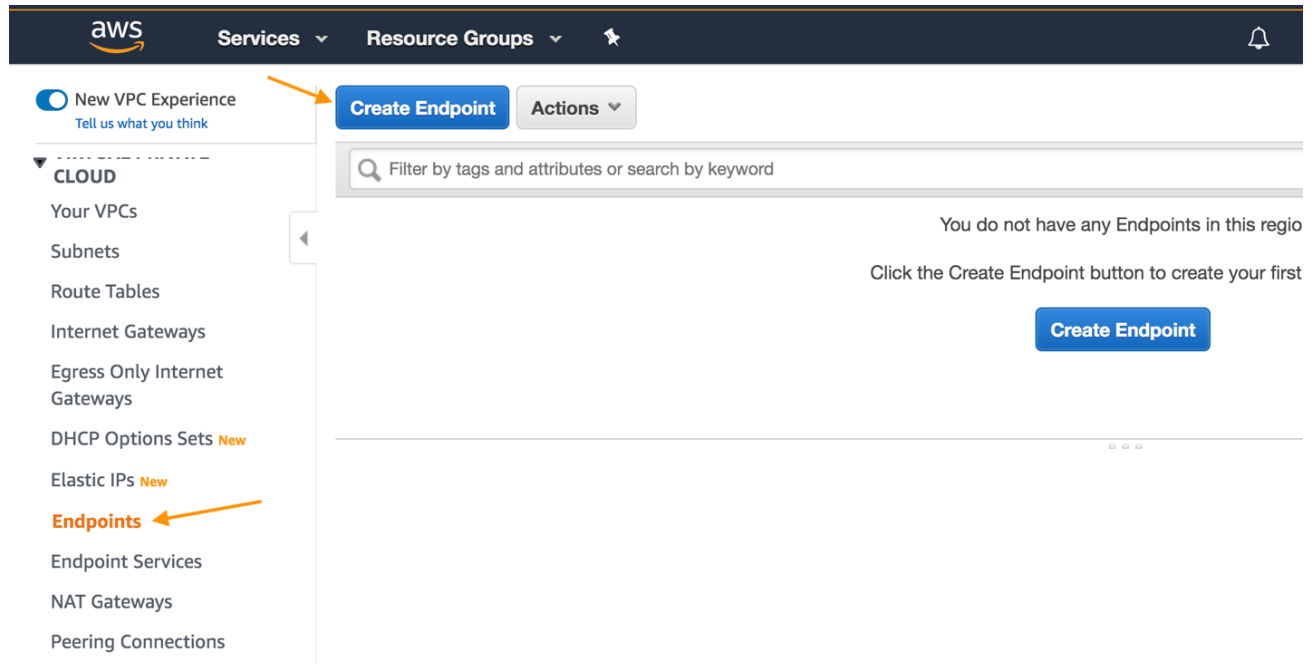 aws
Services
Resource Groups
New VPC Experience
Tell us what you think
CLOUD
Your VPCs
Subnets
Route Tables
Internet Gateways
Egress Only Internet
Gateways
DHCP Options Sets New
Elastic IPs New
Endpoints
Endpoint Services
NAT Gateways
Peering Connections
Create Endpoint
Actions
Filter by tags and attributes or search by keyword
You do not have any Endpoints in this regio
Click the Create Endpoint button to create your first
Create Endpoint